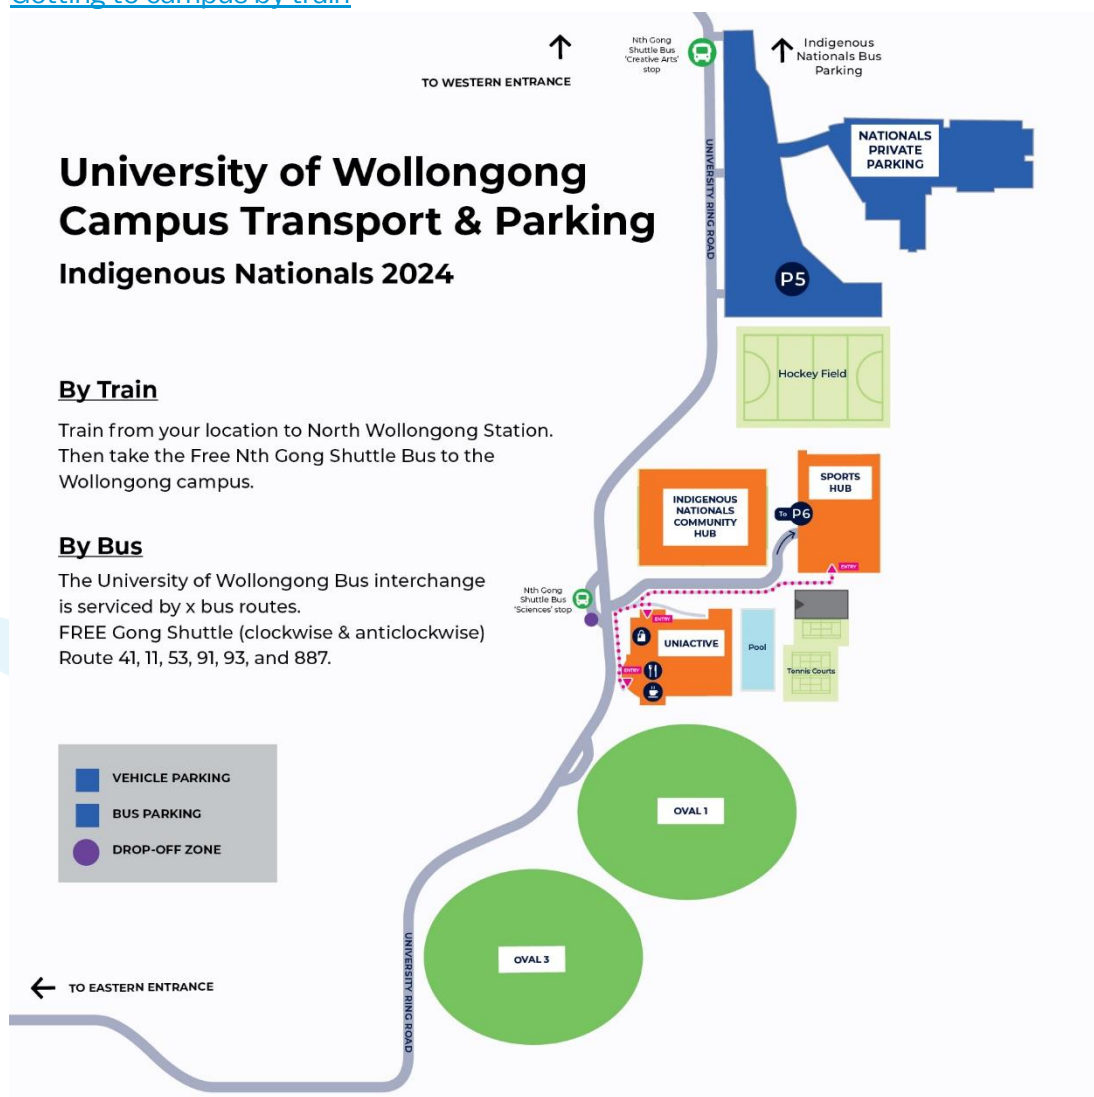 Getting to campus by train
TO WESTERN ENTRANCE
Nth Gong
Shuttle Bus
'Creative Arts'
stop
Indigenous
Nationals Bus
Parking
NATIONALS
PRIVATE
PARKING
UNIVERSITY RING ROAD
University of Wollongong
Campus Transport & Parking
Indigenous Nationals 2024
P5
Hockey Field
By Train
Train from your location to North Wollongong Station.
Then take the Free Nth Gong Shuttle Bus to the
Wollongong campus.
SPORTS
HUB
INDIGENOUS
NATIONALS
COMMUNITY
HUB
To P6
ENTRY
By Bus
The University of Wollongong Bus interchange
is serviced by x bus routes.
FREE Gong Shuttle (clockwise & anticlockwise)
Route 41, 11, 53, 91, 93, and 887.
Nth Gong
Shuttle Bus
'Sciences' stop
ENTRY
UNIACTIVE
ENTRY
Pool
Tennis Courts
VEHICLE PARKING
BUS PARKING
DROP-OFF ZONE
OVAL 1
OVAL 3
UNIVERSITY RING ROAD
TO EASTERN ENTRANCE